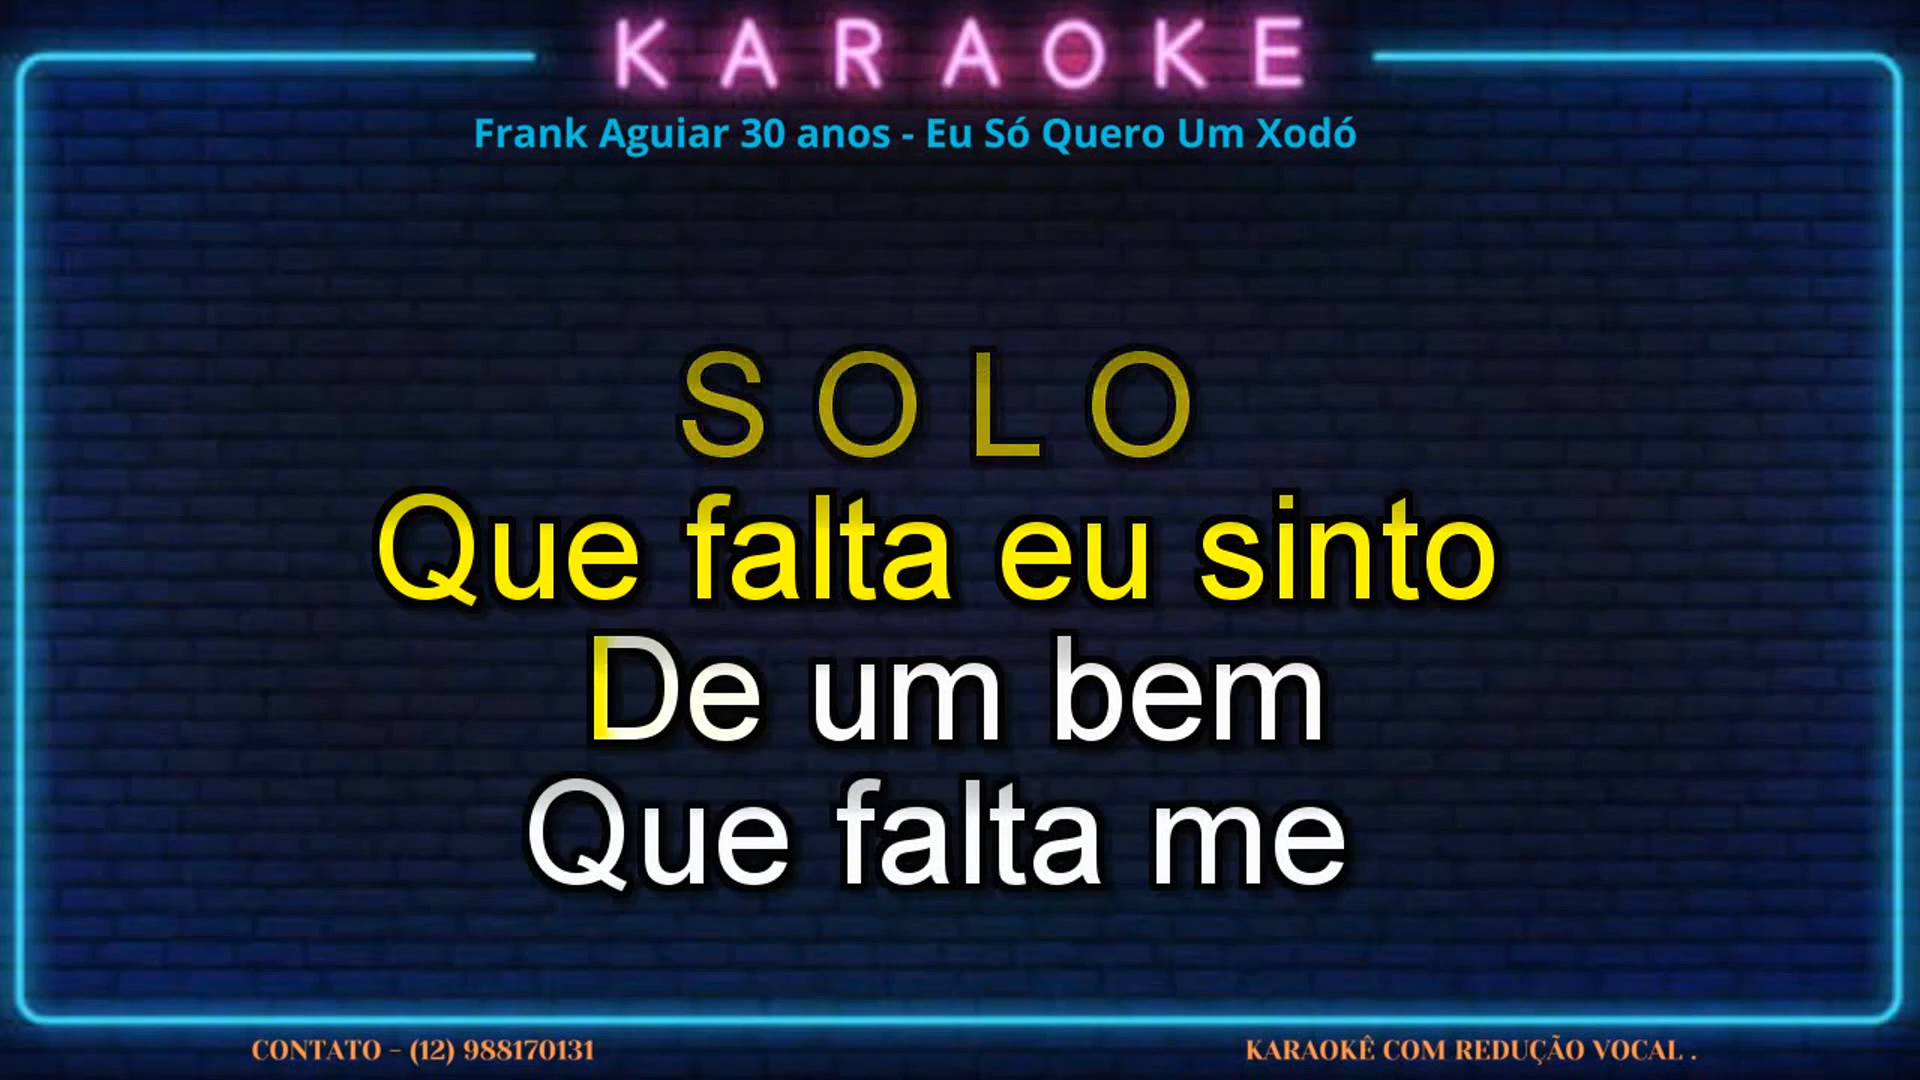 KARAOKE
Frank Aguiar 30 anos - Eu Só Quero Um Xodó
S O L O
Que falta eu sinto
De um bem
Que falta me
CONTATO - (12) 988170131
KARAOKÊ COM REDUÇÃO VOCAL .